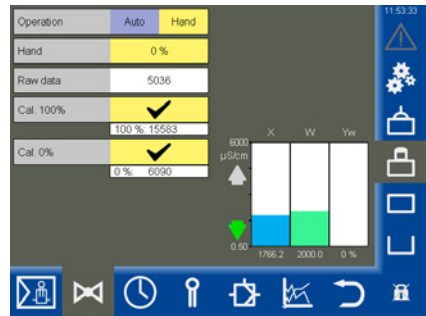 11:53:33
Operation Auto Hand
Hand 0 %
Raw data 5036
Cal. 100%
100 %: 15583
Cal. 0%
0 %: 6090
X W Yw
6000
µS/cm
0.50
1766.2 2000.0 0 %